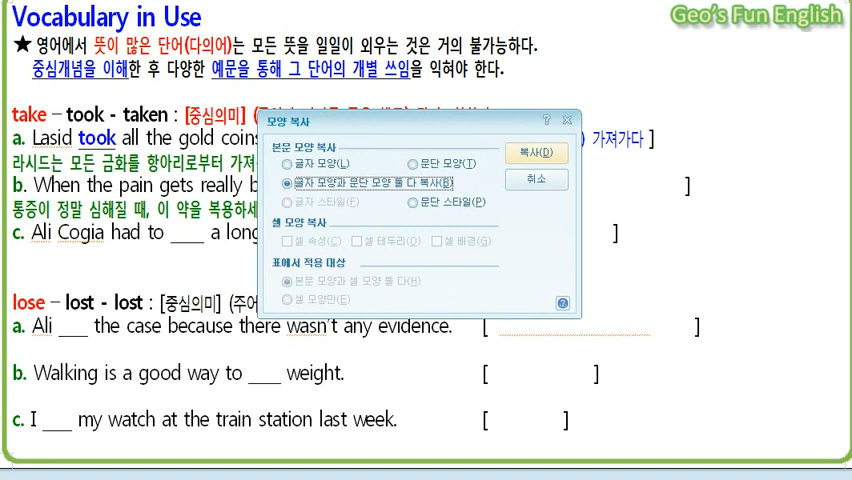 Geo's Fun English
Vocabulary in Use
★ 영어에서 뜻이 많은 단어(다의어)는 모든 뜻을 일일이 외우는 것은 거의 불가능하다.
중심개념을 이해한 후 다양한 예문을 통해 그 단어의 개별 쓰임을 익혀야 한다.
take – took - taken : [중심의미]
a. Lasid took all the gold coins
) 가져가다 ]
라시드는 모든 금화를 항아리로부터 가져
b. When the pain gets really
]
통증이 정말 심해질 때, 이 약을 복용하세
c. Ali Cogia had to ____ a long
]
모양 복사
본문 모양 복사
글자 모양(L) 문단 모양(T)
글자 모양과 문단 모양 둘 다 복사(B)
글자 스타일(F) 문단 스타일(P)
셀 모양 복사
셀 속성(C) 셀 테두리(O) 셀 배경(G)
표에서 적용 대상
본문 모양과 셀 모양 둘 다(H)
셀 모양만(E)
복사(D)
취소
lose – lost - lost : [중심의미] (주어
a. Ali ____ the case because there wasn't any evidence. [ ]
b. Walking is a good way to ____ weight. [ ]
c. I ____ my watch at the train station last week. [ ]